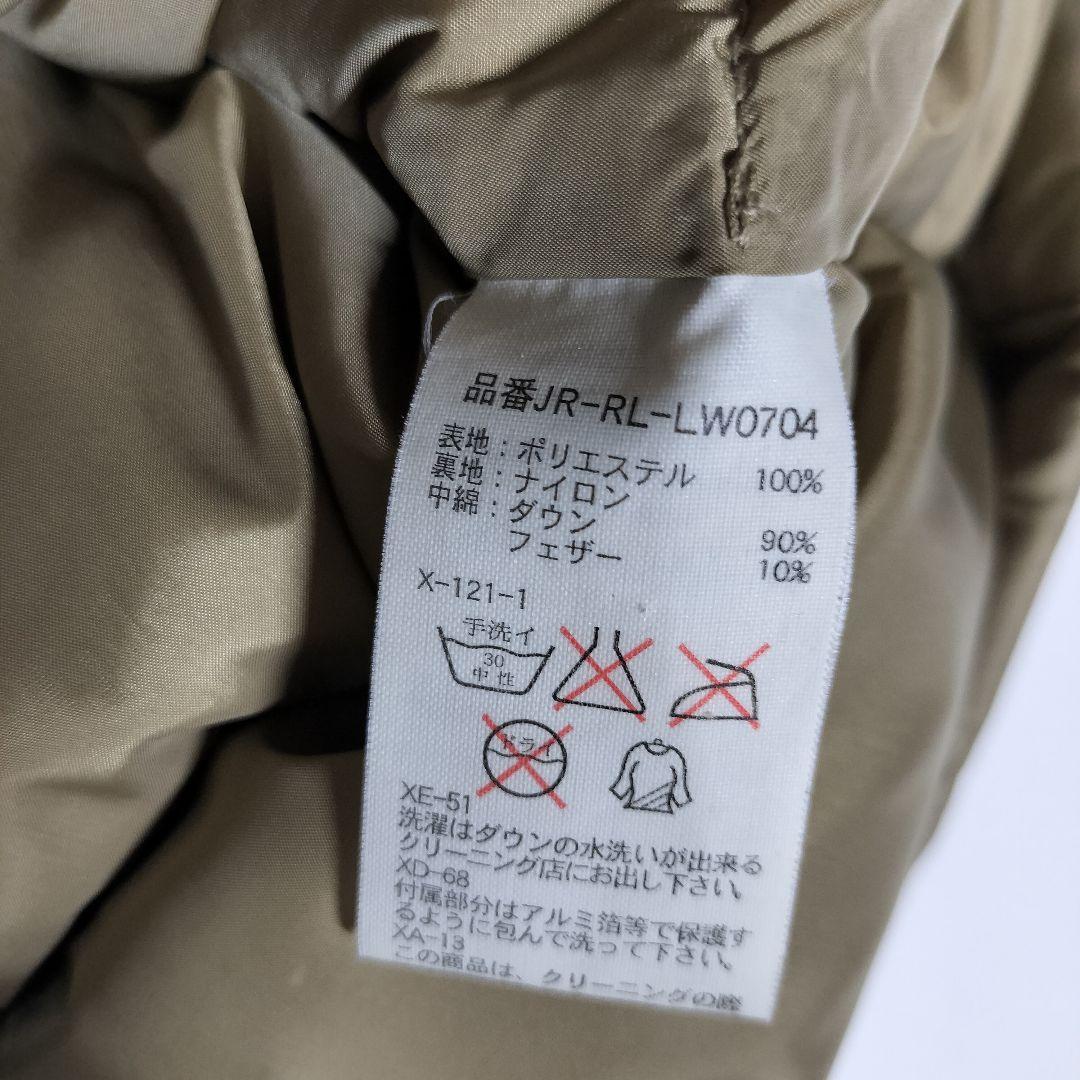 品番JR-RL-LW0704
表地：ポリエステル 100%
裏地：ナイロン
中綿：ダウン 90%
フェザー 10%
X-121-1
手洗イ
30
中性
ドライ
XE-51
洗濯はダウンの水洗いが出来る
クリーニング店にお出し下さい。
XD-68
付属部分はアルミ箔等で保護す
るように包んで洗って下さい。
XA-13
この商品は、クリーニングの際